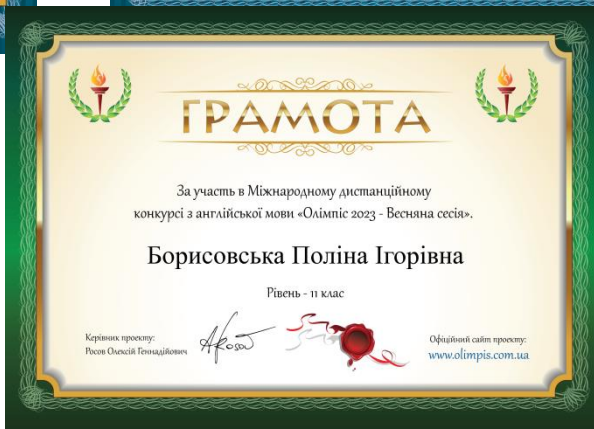 ГРАМОТА
За участь в Міжнародному дистанційному
конкурсі з англійської мови «Олімпіс 2023 - Весняна сесія».
Борисовська Поліна Ігорівна
Рівень - 11 клас
Керівник проекту:
Росов Олексій Геннадійович
Офіційний сайт проекту:
www.olimpis.com.ua